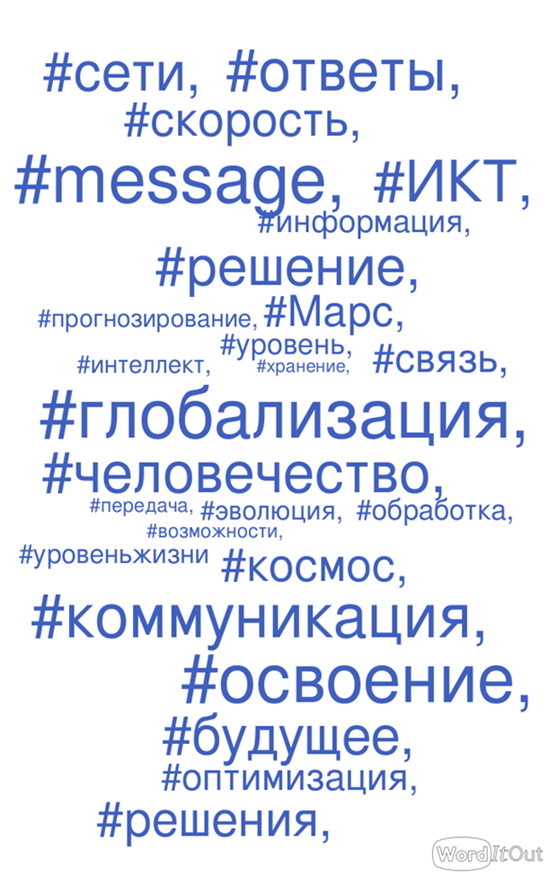 #сети, #ответы,
#скорость,
#message, #ИКТ,
#информация,
#решение,
#прогнозирование, #Марс,
#уровень,
#интеллект, #хранение, #связь,
#глобализация,
#человечество,
#передача, #эволюция, #обработка,
#возможности,
#уровеньжизни #космос,
#коммуникация,
#освоение,
#будущее,
#оптимизация,
#решения,
WordItOut